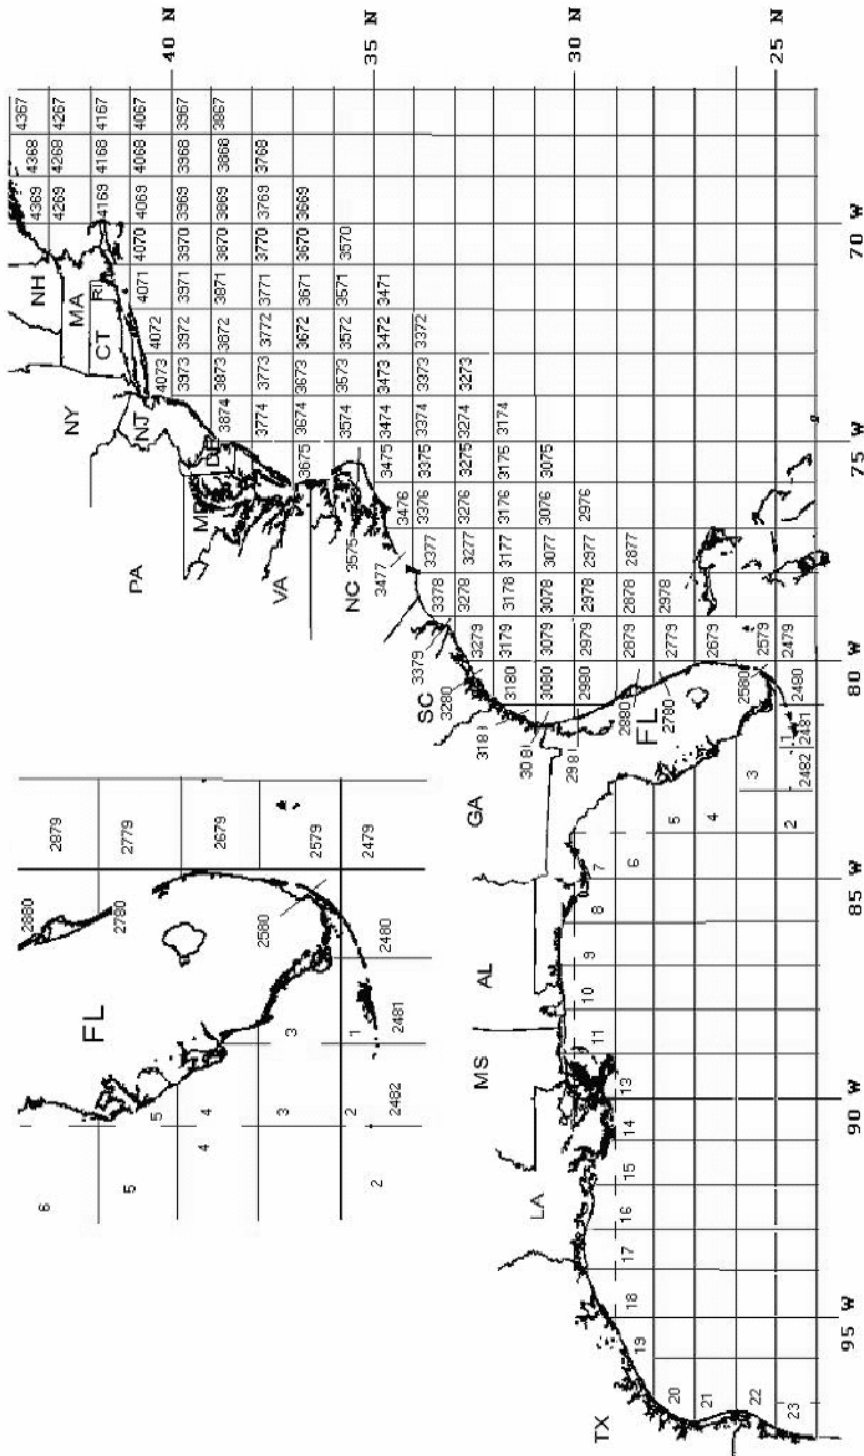 NH 4369 4368 4367
4269 4268 4267
NY MA
CT RI 4169 4168 4167
40 N
PA NJ 4073 4072 4071 4070 4069 4068 4067
3973 3972 3971 3970 3969 3968 3967
MD DE 3874 3873 3872 3871 3870 3869 3868 3867
VA 3774 3773 3772 3771 3770 3769 3768
3675 3674 3673 3672 3671 3670 3669
NC 3575 3574 3573 3572 3571 3570
35 N
3477 3476 3475 3474 3473 3472 3471
SC 3379 3378 3377 3376 3375 3374 3373 3372
3280 3279 3278 3277 3276 3275 3274 3273
GA 3181 3180 3179 3178 3177 3176 3175 3174
3081 3080 3079 3078 3077 3076 3075
30 N
2981 2980 2979 2978 2977 2976
2880 2879 2878 2877
FL 2780 2779 2978
2679
2580 2579
25 N
2482 2481 2480 2479
TX LA MS AL
23 22 21 20 19 18 17 16 15 14 13 11 10 9 8 7 6
5
4
3
2 1
95 W 90 W 85 W 80 W 75 W 70 W
6 2880 2879
FL
5 5 2780 2779
4 4 2679
3 3 2580 2579
2 2 1
2482 2481 2480 2479